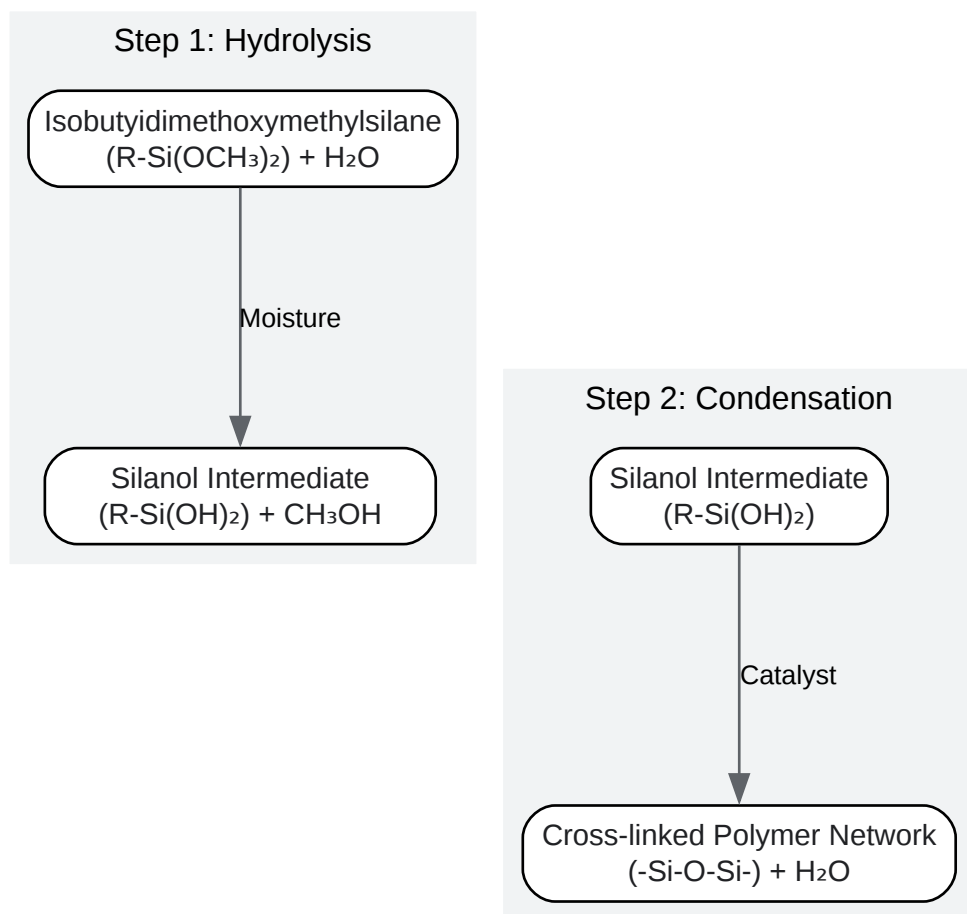 Step 1: Hydrolysis
Isobutyidimethoxymethylsilane
(R-Si(OCH₃)₂) + H₂O
Moisture
Silanol Intermediate
(R-Si(OH)₂) + CH₃OH
Step 2: Condensation
Silanol Intermediate
(R-Si(OH)₂)
Catalyst
Cross-linked Polymer Network
(-Si-O-Si-) + H₂O